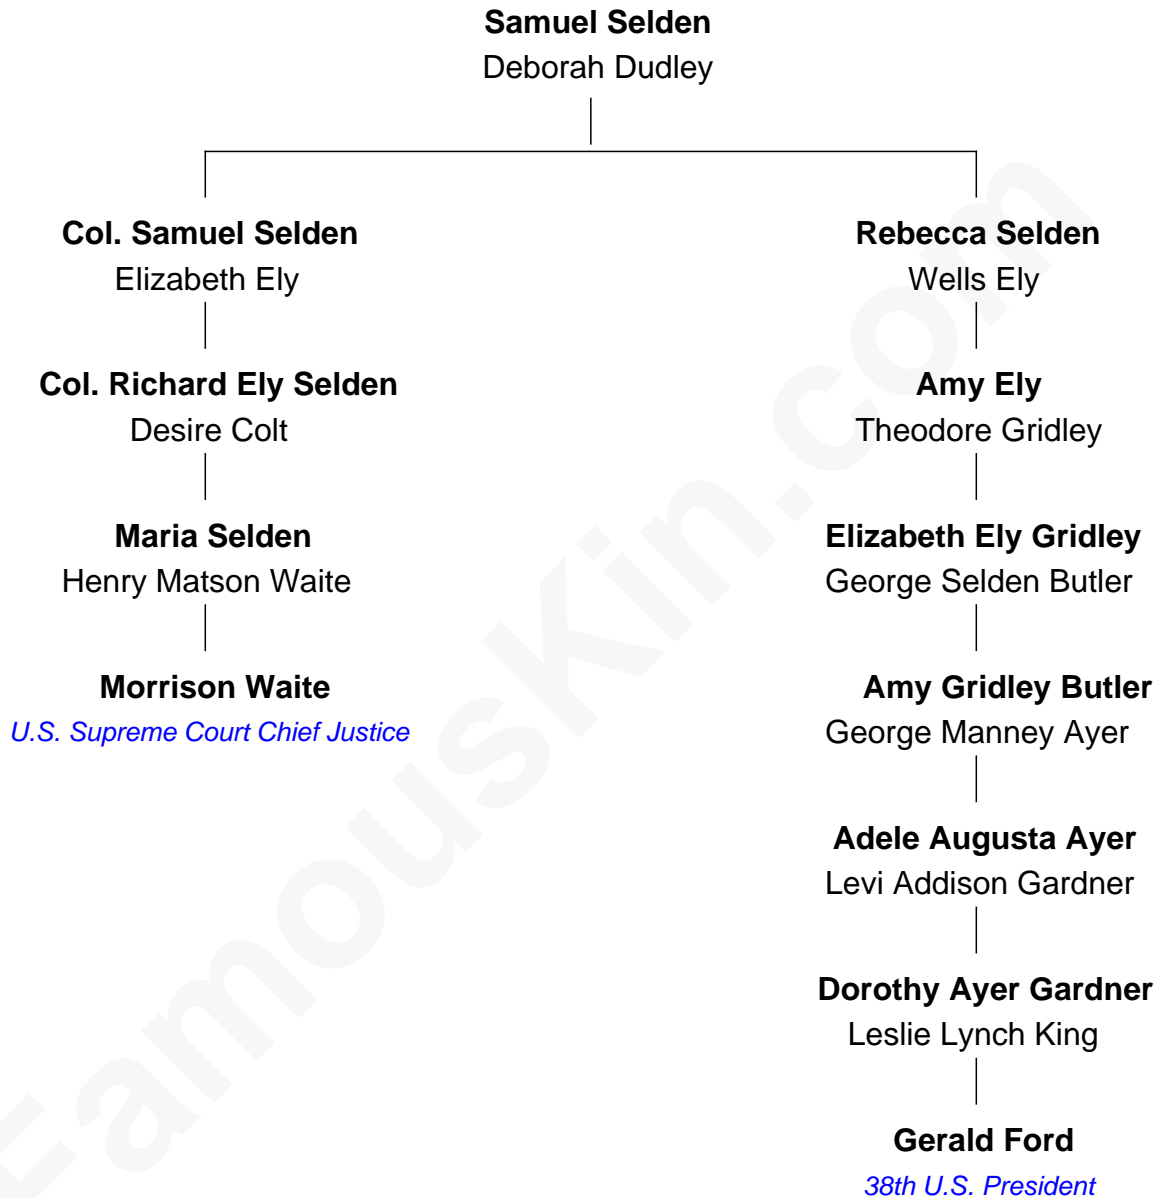 Samuel Selden
Deborah Dudley
Col. Samuel Selden
Elizabeth Ely
Rebecca Selden
Wells Ely
Col. Richard Ely Selden
Desire Colt
Amy Ely
Theodore Gridley
Maria Selden
Henry Matson Waite
Elizabeth Ely Gridley
George Selden Butler
Morrison Waite
U.S. Supreme Court Chief Justice
Amy Gridley Butler
George Manney Ayer
Adele Augusta Ayer
Levi Addison Gardner
Dorothy Ayer Gardner
Leslie Lynch King
Gerald Ford
38th U.S. President
FamousKin.com